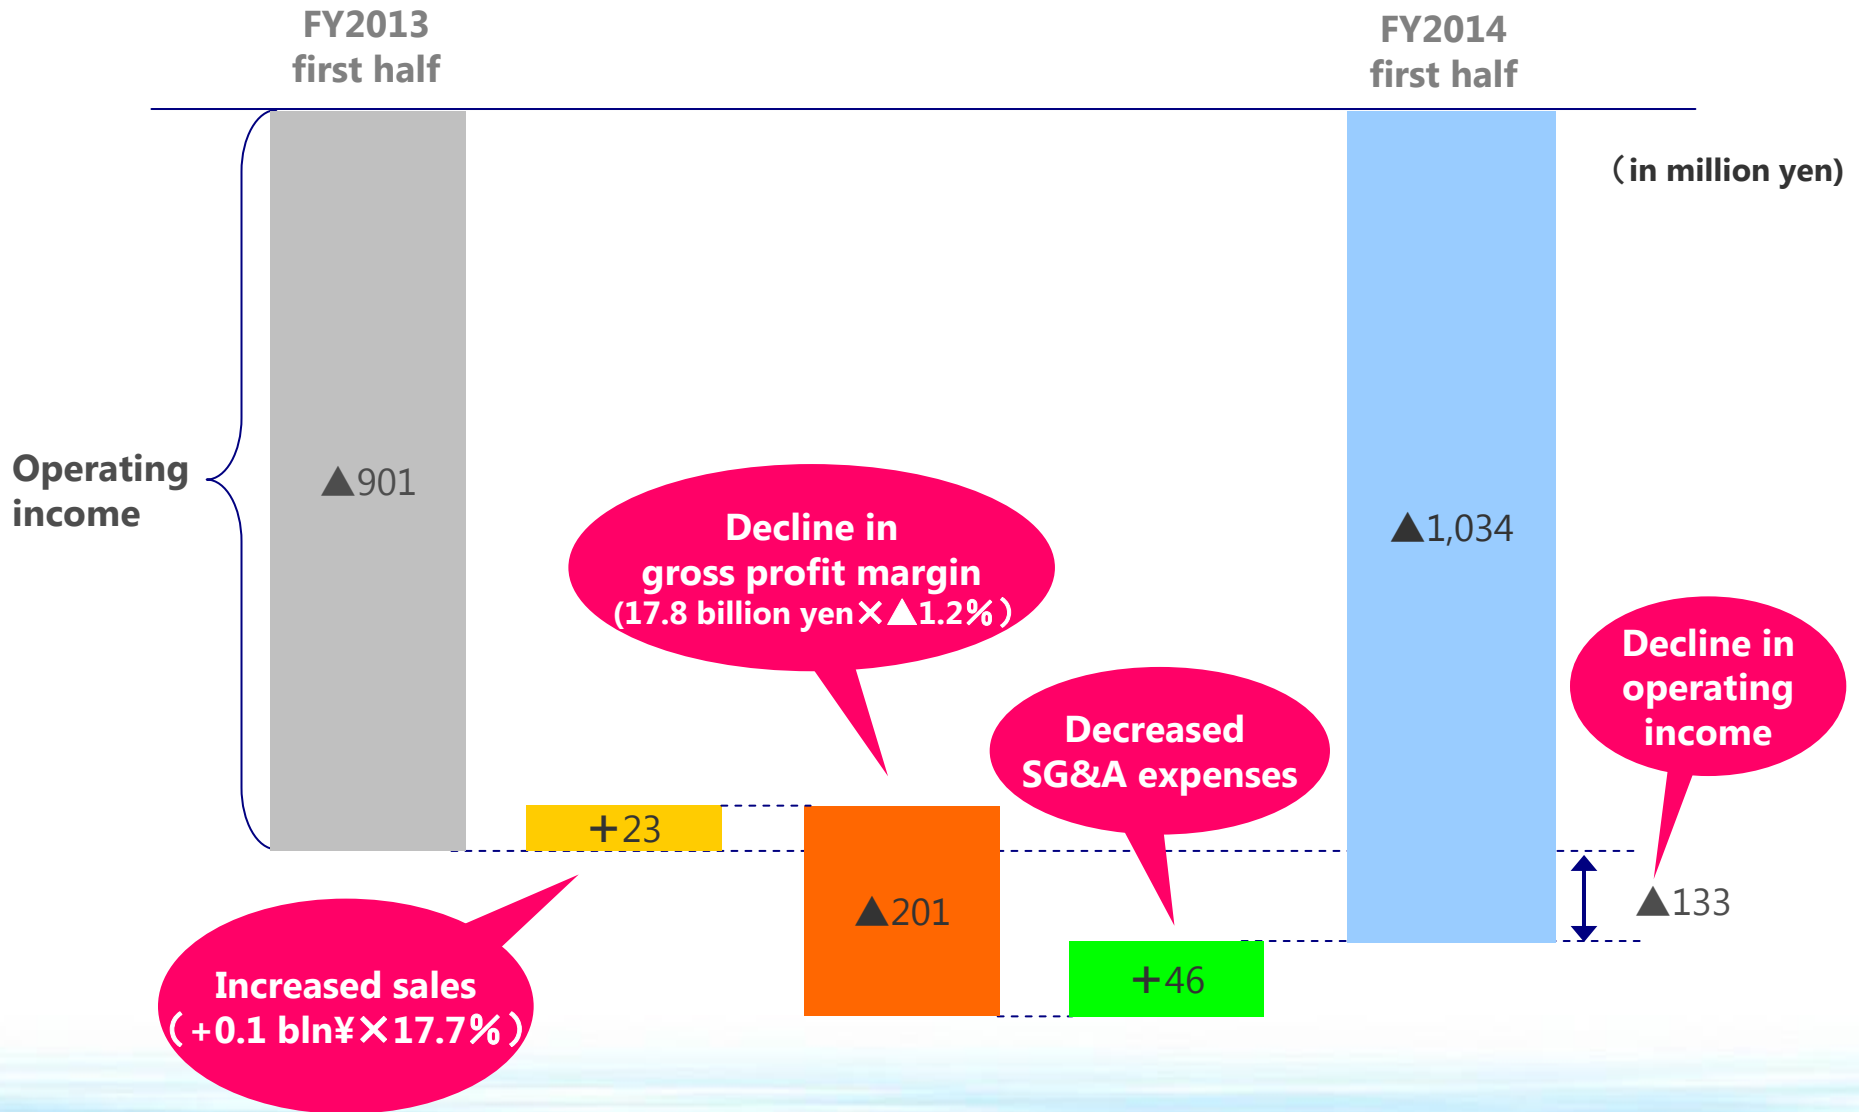 FY2013
first half
FY2014
first half
(in million yen)
Operating
income
▲901
▲1,034
Decline in
gross profit margin
(17.8 billion yen×▲1.2%)
Decline in
operating
income
Decreased
SG&A expenses
+23
▲201
▲133
+46
Increased sales
(+0.1 bln¥×17.7%)